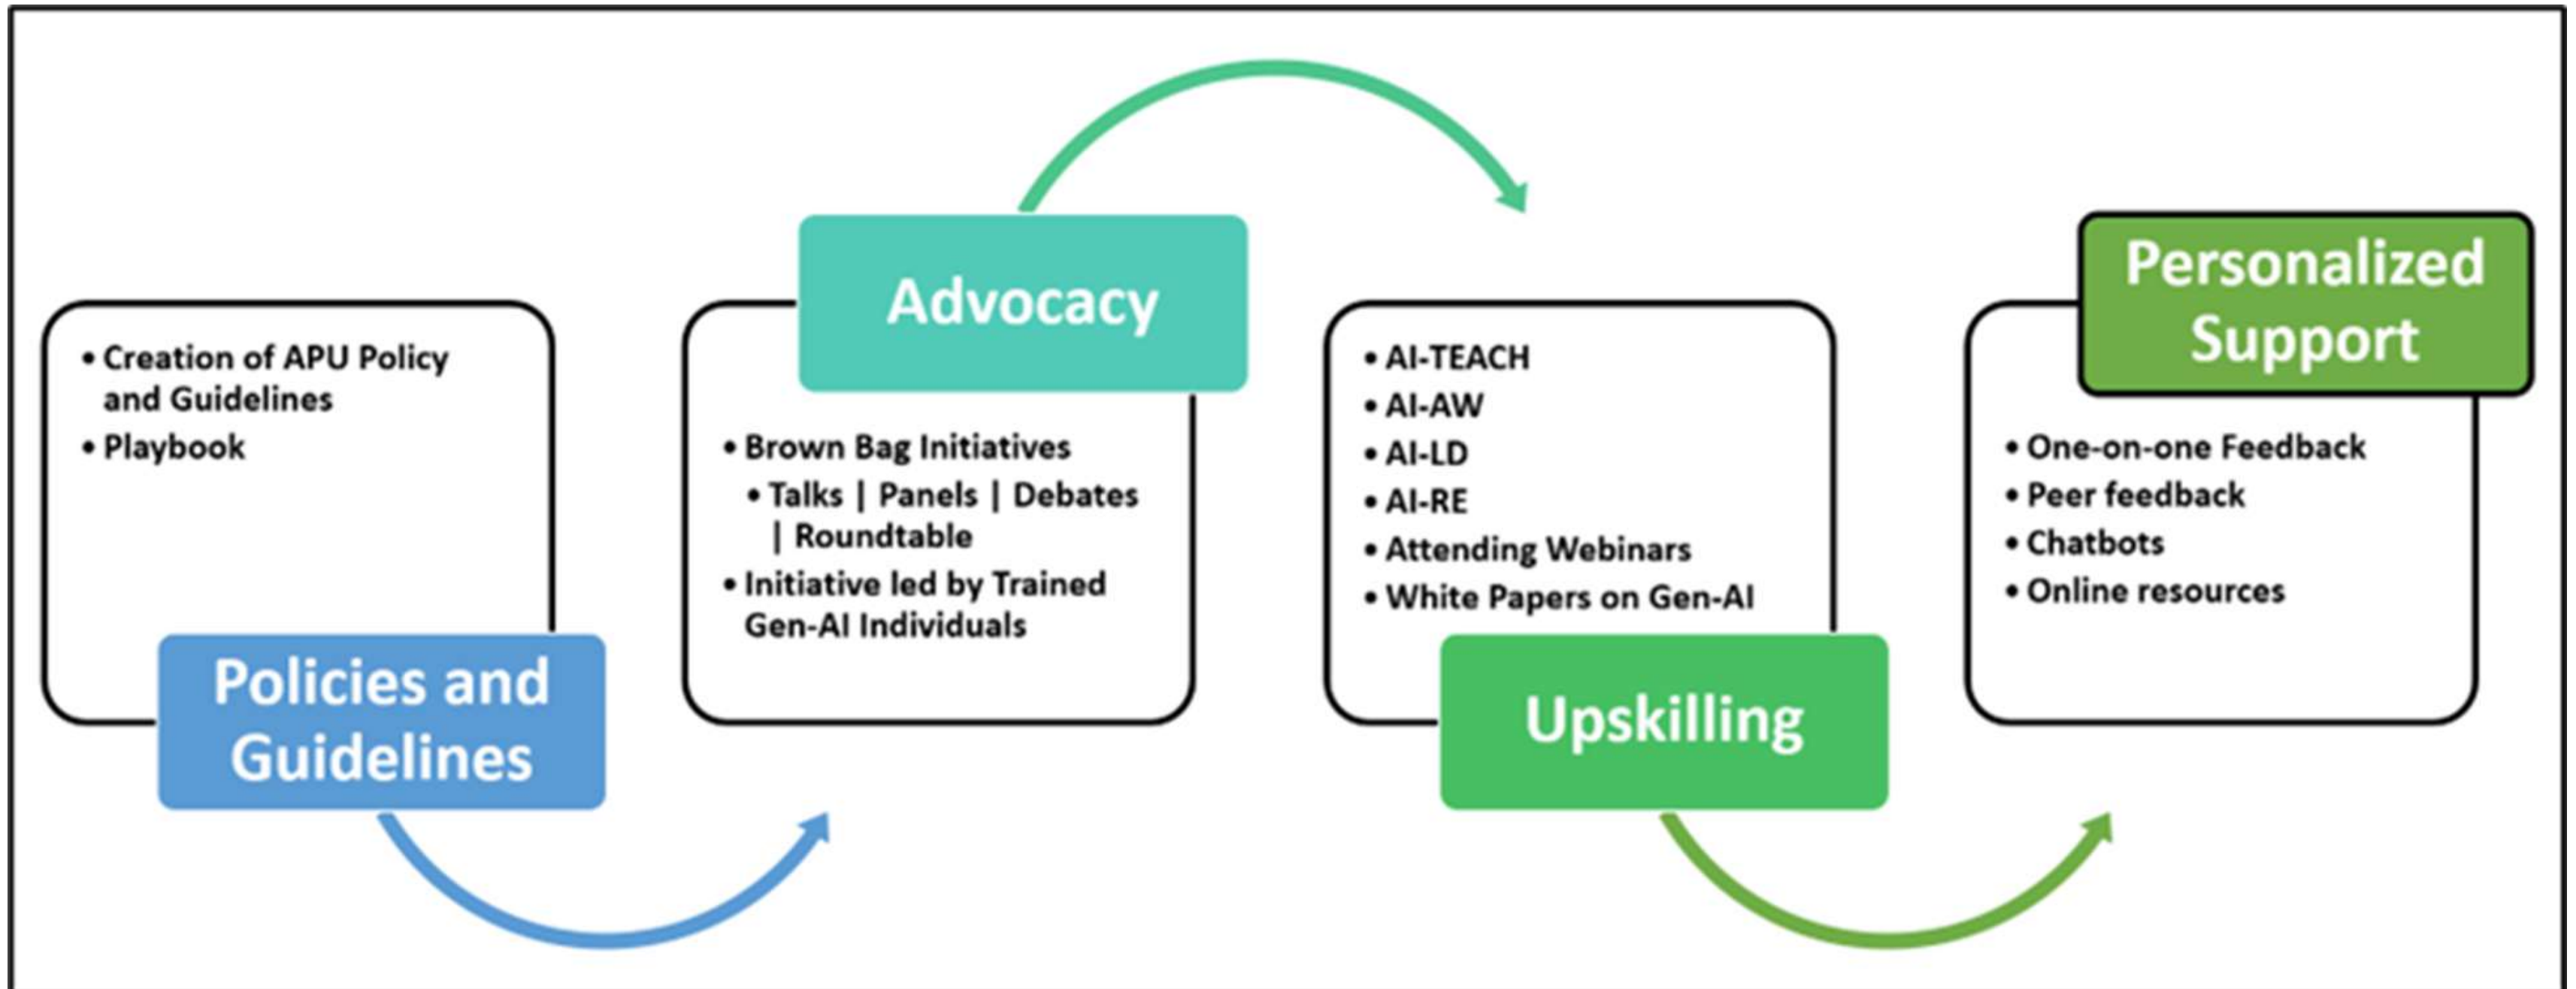 • Creation of APU Policy
and Guidelines
• Playbook
Policies and
Guidelines
Advocacy
• Brown Bag Initiatives
• Talks | Panels | Debates
| Roundtable
• Initiative led by Trained
Gen-AI Individuals
• AI-TEACH
• AI-AW
• AI-LD
• AI-RE
• Attending Webinars
• White Papers on Gen-AI
Upskilling
Personalized
Support
• One-on-one Feedback
• Peer feedback
• Chatbots
• Online resources